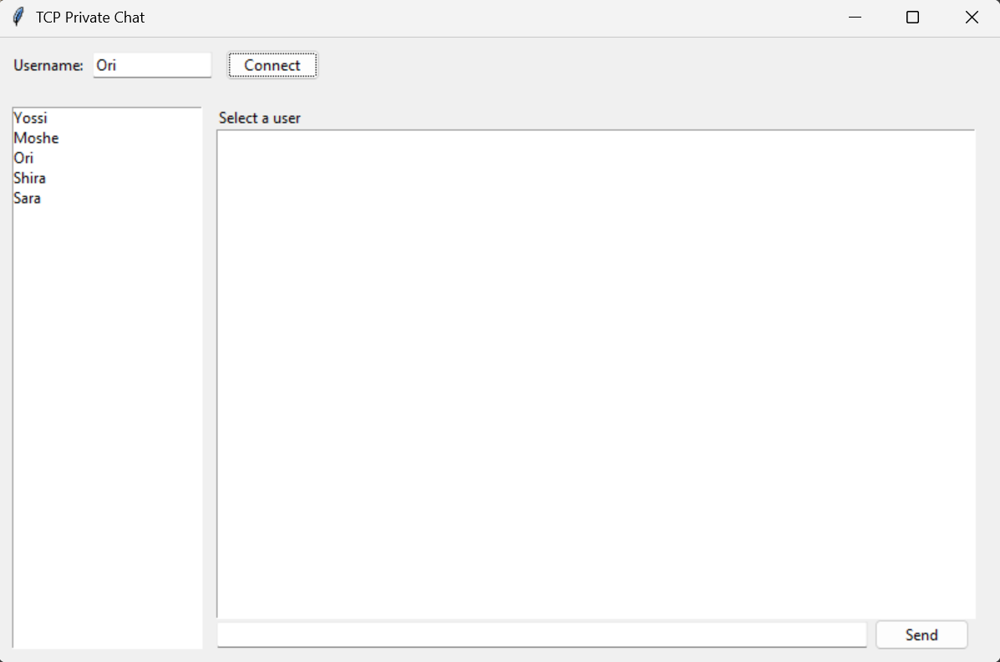 TCP Private Chat
Username: Ori Connect
Select a user
Yossi
Moshe
Ori
Shira
Sara
Send